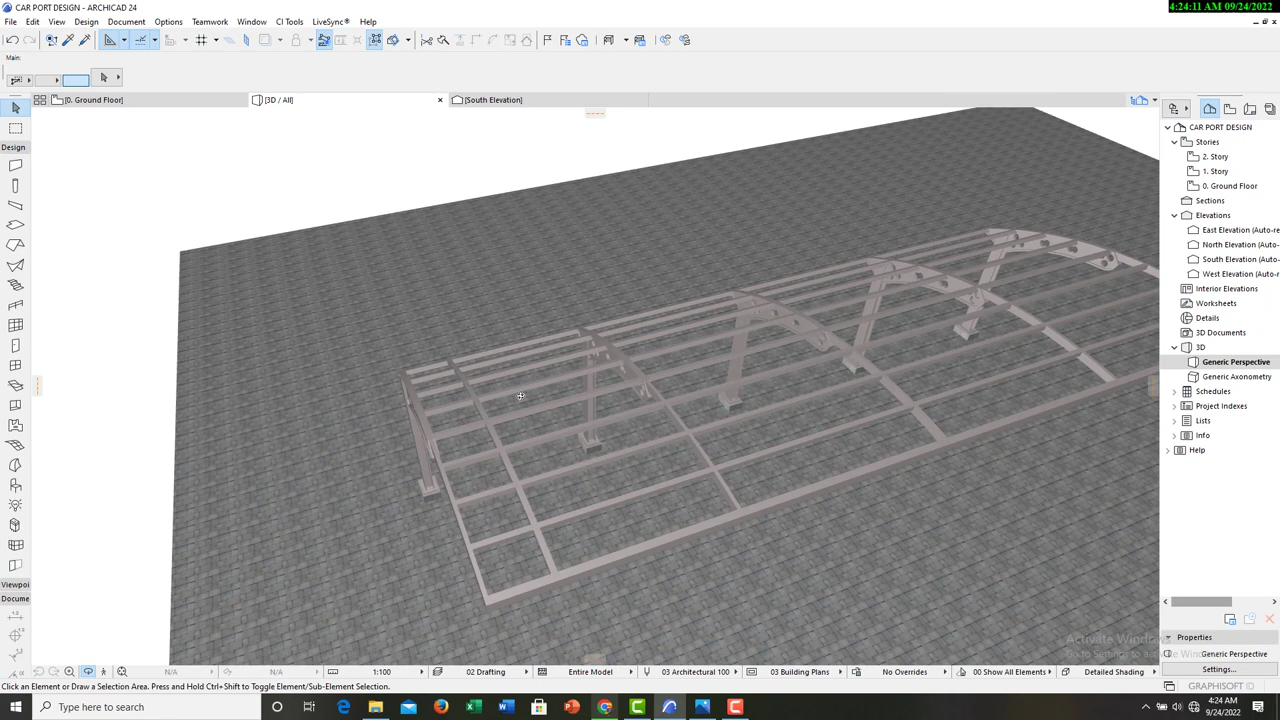 CAR PORT DESIGN - ARCHICAD 24
4:24:11 AM 09/24/2022
File Edit View Design Document Options Teamwork Window CI Tools LiveSync® Help
Main:
[0. Ground Floor]
[3D / All]
[South Elevation]
Design
CAR PORT DESIGN
Stories
2. Story
1. Story
0. Ground Floor
Sections
Elevations
East Elevation (Auto-re
North Elevation (Auto-
South Elevation (Auto-
West Elevation (Auto-r
Interior Elevations
Worksheets
Details
3D Documents
3D
Generic Perspective
Generic Axonometry
Schedules
Project Indexes
Lists
Info
Help
Viewpoi
Docume
Activate Windows
Go to Settings to activate Windows.
Properties
Generic Perspective
Settings...
N/A
N/A
1:100
02 Drafting
Entire Model
03 Architectural 100
03 Building Plans
No Overrides
00 Show All Elements
Detailed Shading
Click an Element or Draw a Selection Area. Press and Hold Ctrl+Shift to Toggle Element/Sub-Element Selection.
GRAPHISOFT
Type here to search
4:24 AM
9/24/2022